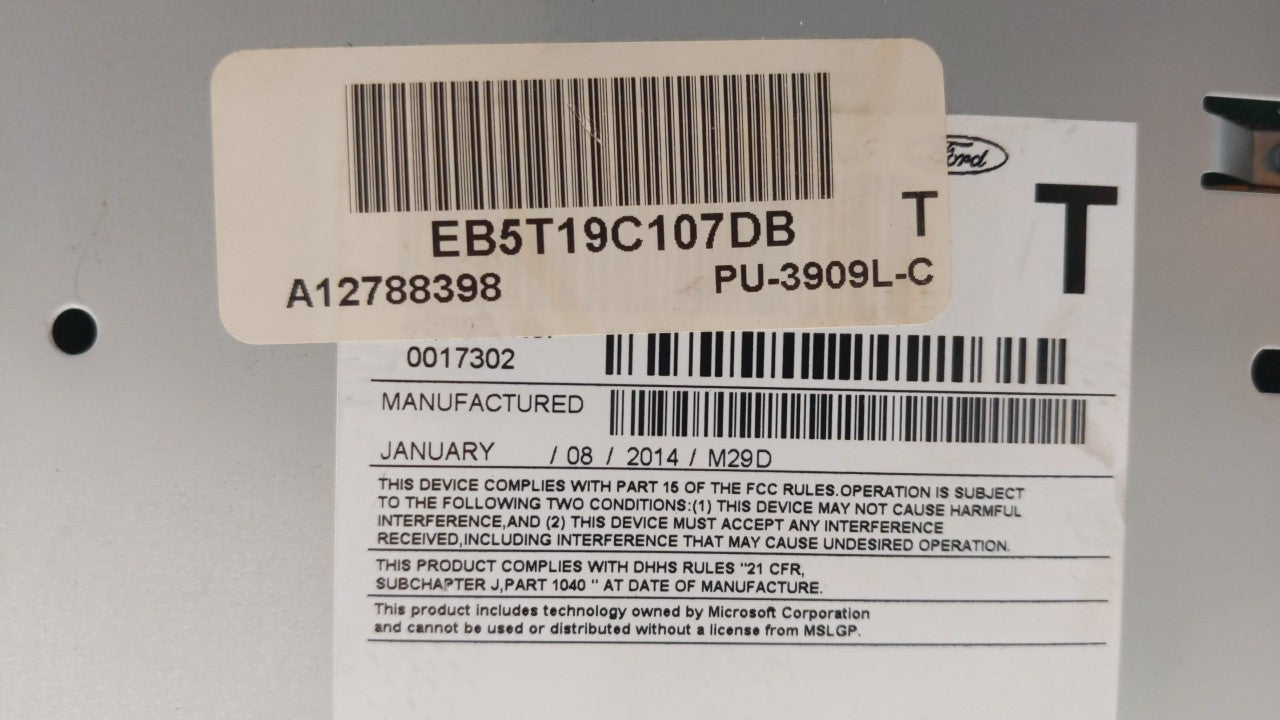 Ford
T
EB5T19C107DB
T
A12788398
PU-3909L-C
0017302
MANUFACTURED
JANUARY / 08 / 2014 / M29D
THIS DEVICE COMPLIES WITH PART 15 OF THE FCC RULES.OPERATION IS SUBJECT
TO THE FOLLOWING TWO CONDITIONS:(1) THIS DEVICE MAY NOT CAUSE HARMFUL
INTERFERENCE,AND (2) THIS DEVICE MUST ACCEPT ANY INTERFERENCE
RECEIVED,INCLUDING INTERFERENCE THAT MAY CAUSE UNDESIRED OPERATION.
THIS PRODUCT COMPLIES WITH DHHS RULES "21 CFR,
SUBCHAPTER J,PART 1040 " AT DATE OF MANUFACTURE.
This product includes technology owned by Microsoft Corporation
and cannot be used or distributed without a license from MSLGP.